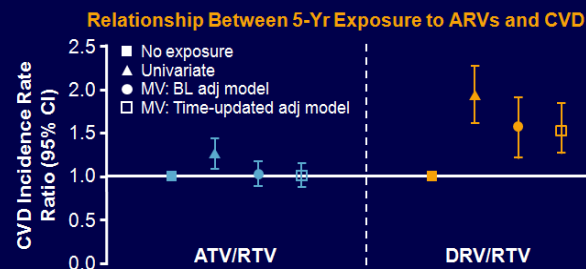 Relationship Between 5-Yr Exposure to ARVs and CVD
CVD Incidence Rate
Ratio (95% CI)
2.5
2.0
1.5
1.0
0.5
0.0
No exposure
Univariate
MV: BL adj model
MV: Time-updated adj model
ATV/RTV
DRV/RTV